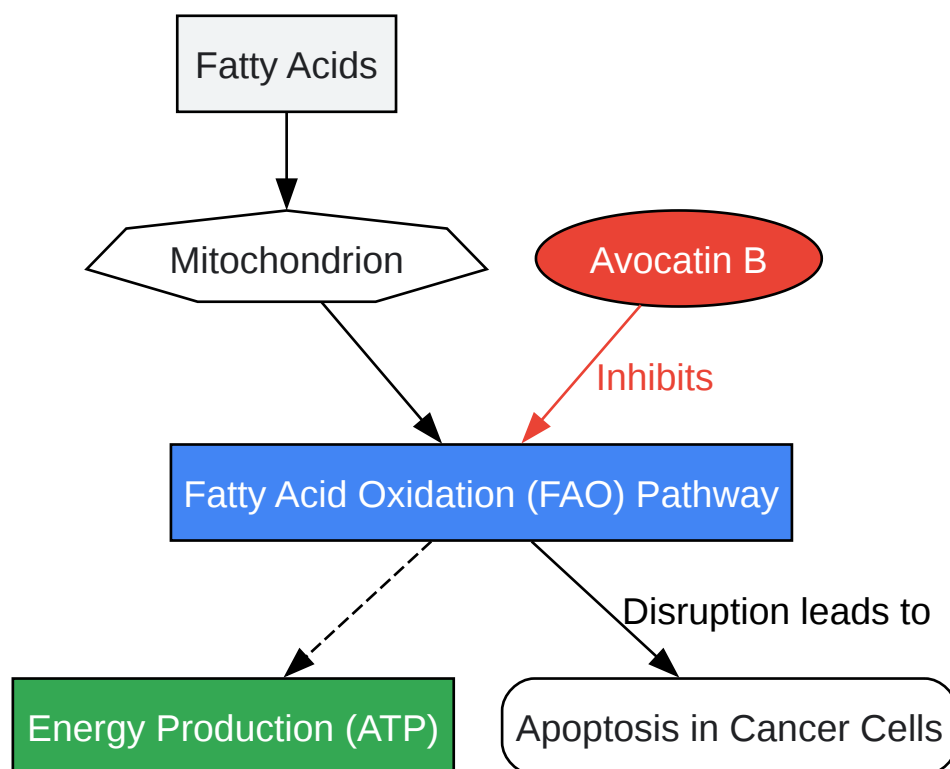 Fatty Acids
Mitochondrion
Avocatin B
Inhibits
Fatty Acid Oxidation (FAO) Pathway
Disruption leads to
Energy Production (ATP)
Apoptosis in Cancer Cells